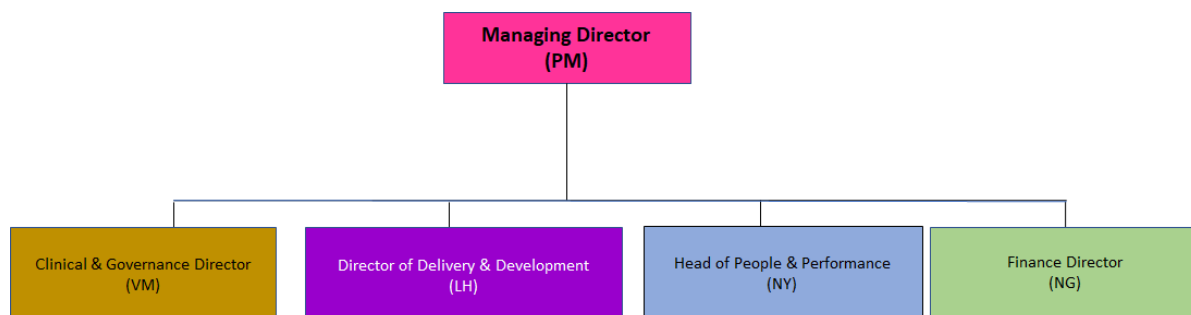 Managing Director
(PM)
Clinical & Governance Director
(VM)
Director of Delivery & Development
(LH)
Head of People & Performance
(NY)
Finance Director
(NG)